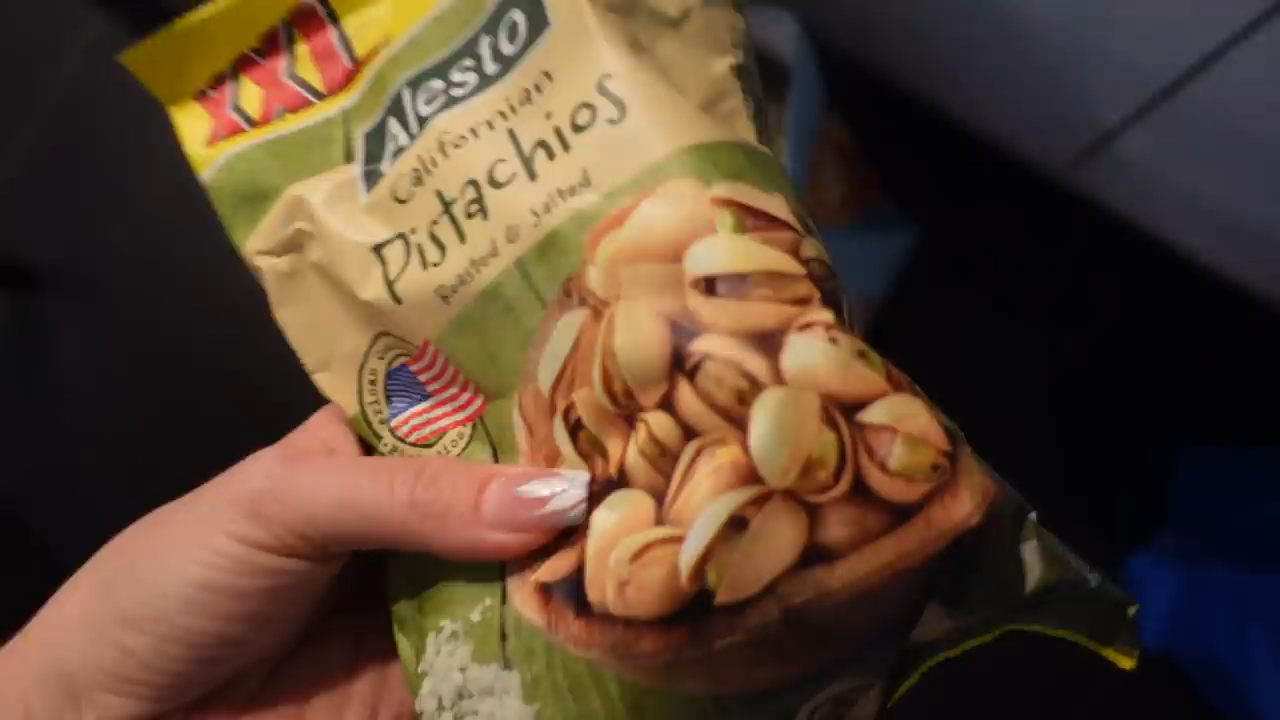 XXL
Alesto
Californian
Pistachios
Roasted & Salted